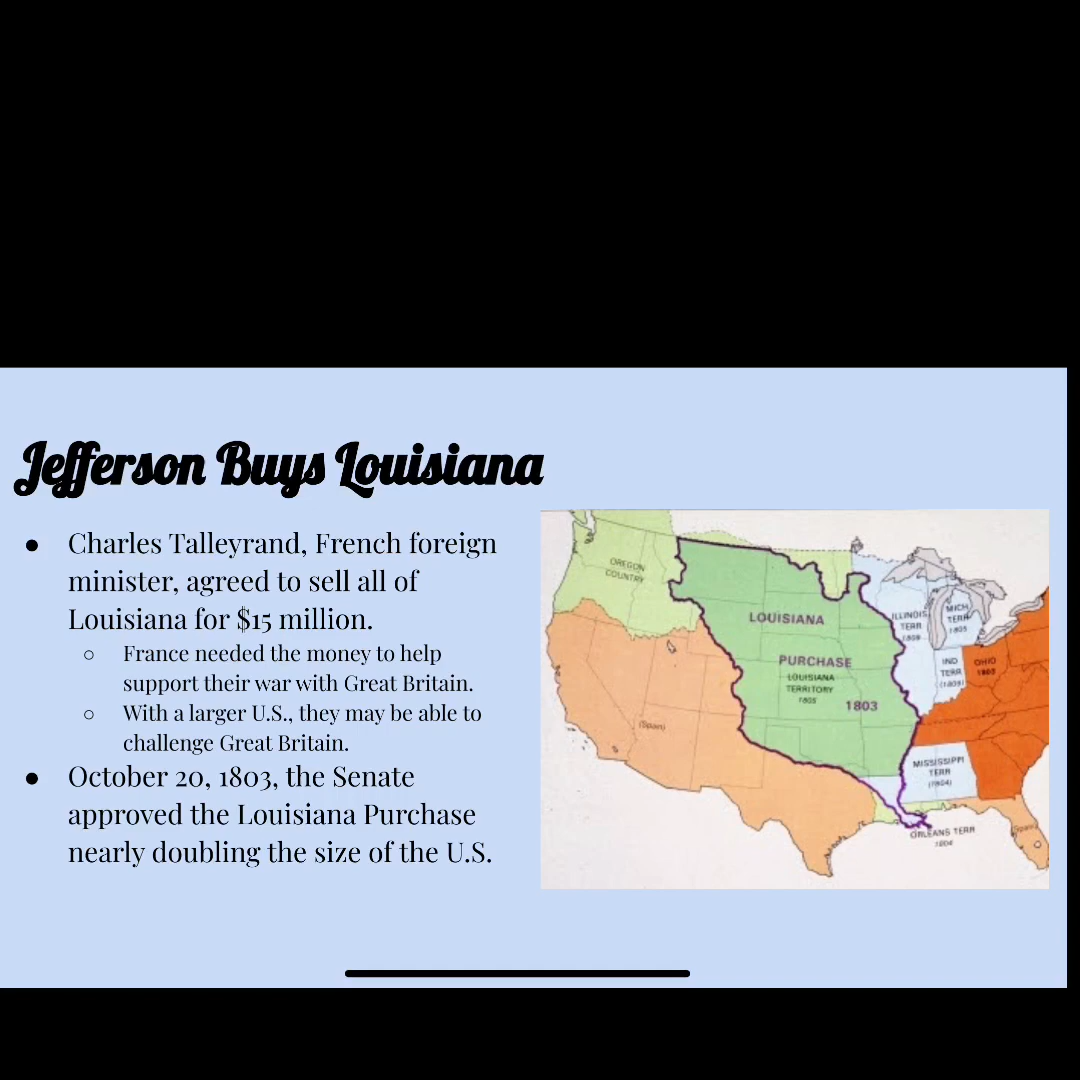 Jefferson Buys Louisiana
● Charles Talleyrand, French foreign
minister, agreed to sell all of
Louisiana for $15 million.
○ France needed the money to help
support their war with Great Britain.
○ With a larger U.S., they may be able to
challenge Great Britain.
● October 20, 1803, the Senate
approved the Louisiana Purchase
nearly doubling the size of the U.S.
OREGON
COUNTRY
LOUISIANA
PURCHASE
LOUISIANA
TERRITORY
1805
1803
(Spain)
ILLINOIS
TERR
1809
MICH
TERR
1805
IND
TERR
OHIO
1803
MISSISSIPPI
TERR
(1804)
ORLEANS TERR
1804
(Spain)